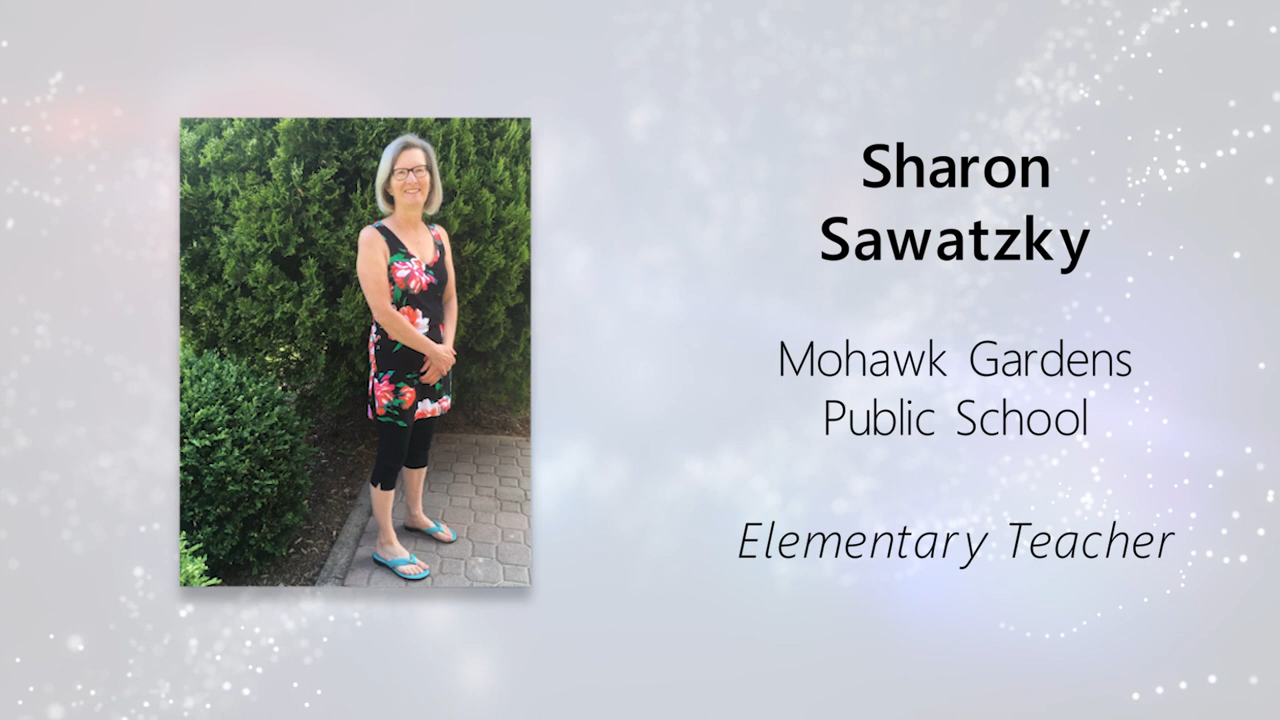 Sharon
Sawatzky
Mohawk Gardens
Public School
Elementary Teacher